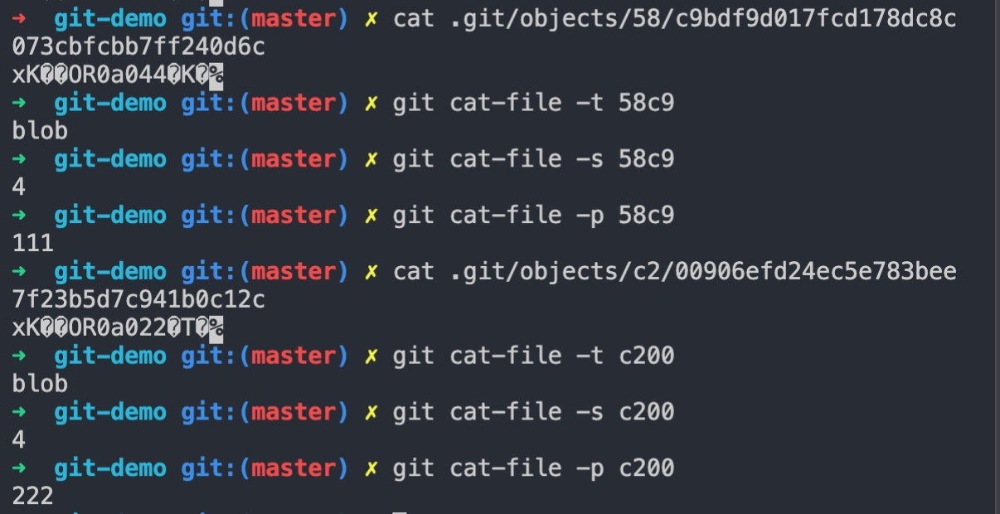 ➜  git-demo git:(master) ✗ cat .git/objects/58/c9bdf9d017fcd178dc8c
073cbfcbb7ff240d6c
xK��OR0a044�K�%
➜  git-demo git:(master) ✗ git cat-file -t 58c9
blob
➜  git-demo git:(master) ✗ git cat-file -s 58c9
4
➜  git-demo git:(master) ✗ git cat-file -p 58c9
111
➜  git-demo git:(master) ✗ cat .git/objects/c2/00906efd24ec5e783bee
7f23b5d7c941b0c12c
xK��OR0a022�T�%
➜  git-demo git:(master) ✗ git cat-file -t c200
blob
➜  git-demo git:(master) ✗ git cat-file -s c200
4
➜  git-demo git:(master) ✗ git cat-file -p c200
222